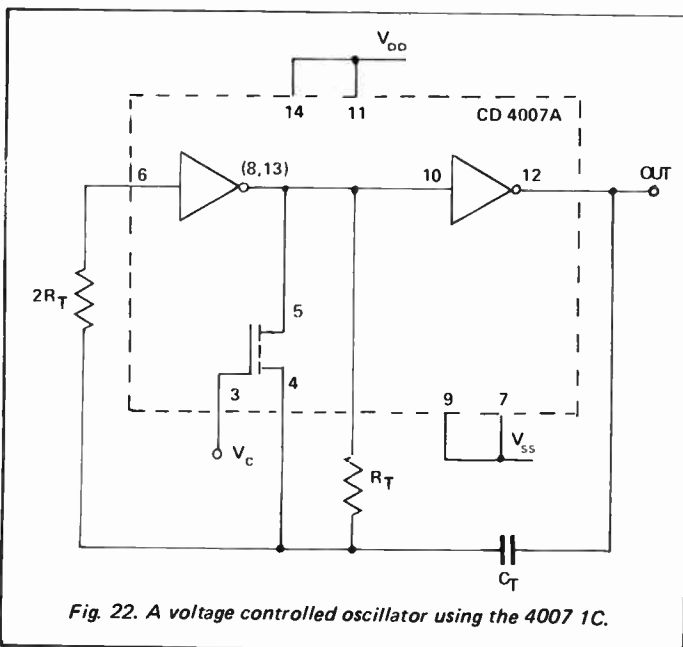 V_DD
14
11
CD 4007A
6
(8,13)
10
12
OUT
2R_T
5
3
4
9
7
V_C
V_SS
R_T
C_T
Fig. 22. A voltage controlled oscillator using the 4007 1C.